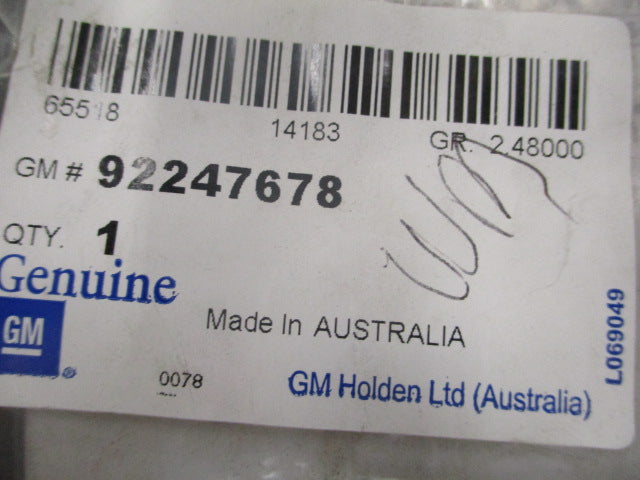 65518 14183 GR. 2.48000
GM # 92247678
QTY. 1
Genuine
GM ®
Made In AUSTRALIA
0078
GM Holden Ltd (Australia)
L069049